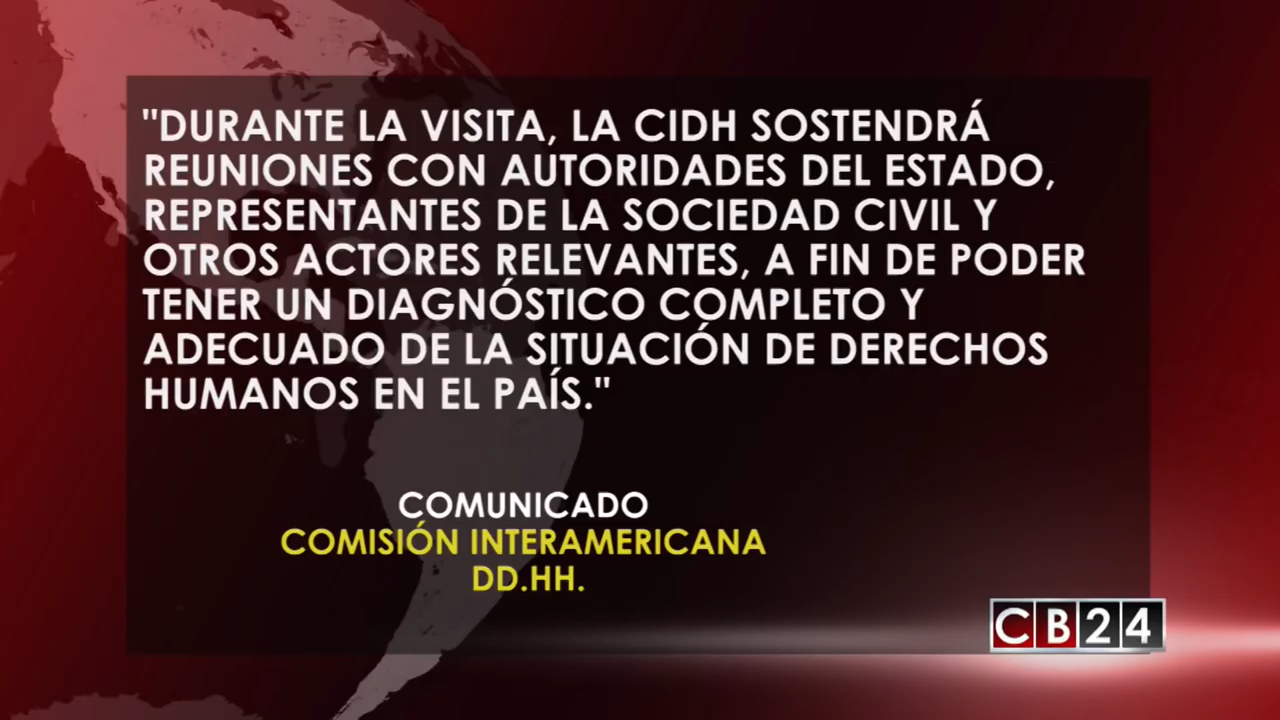 "DURANTE LA VISITA, LA CIDH SOSTENDRÁ
REUNIONES CON AUTORIDADES DEL ESTADO,
REPRESENTANTES DE LA SOCIEDAD CIVIL Y
OTROS ACTORES RELEVANTES, A FIN DE PODER
TENER UN DIAGNÓSTICO COMPLETO Y
ADECUADO DE LA SITUACIÓN DE DERECHOS
HUMANOS EN EL PAÍS."
COMUNICADO
COMISIÓN INTERAMERICANA
DD.HH.
CB24